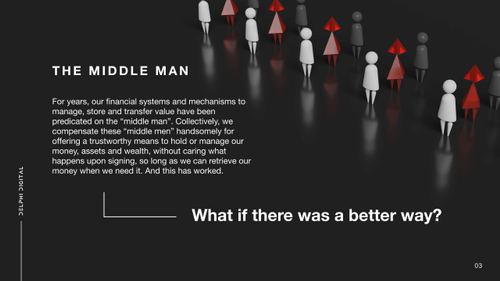 THE MIDDLE MAN
For years, our financial systems and mechanisms to
manage, store and transfer value have been
predicated on the “middle man”. Collectively, we
compensate these “middle men” handsomely for
offering a trustworthy means to hold or manage our
money, assets and wealth, without caring what
happens upon signing, so long as we can retrieve our
money when we need it. And this has worked.
What if there was a better way?
DELPHI DIGITAL
03